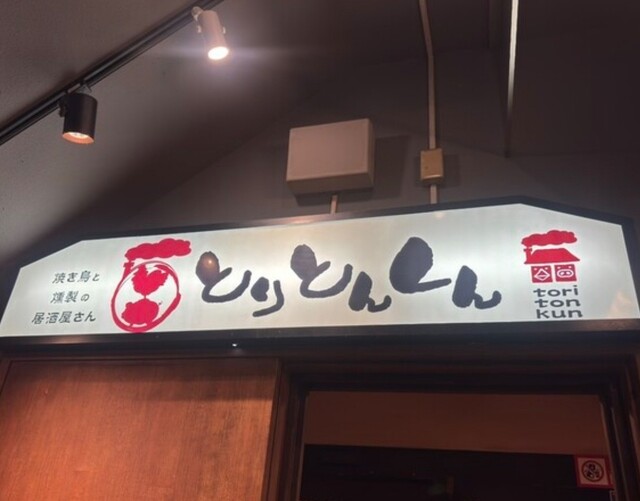 焼き鳥と
燻製の
居酒屋さん
とりとんくん
tori
ton
kun